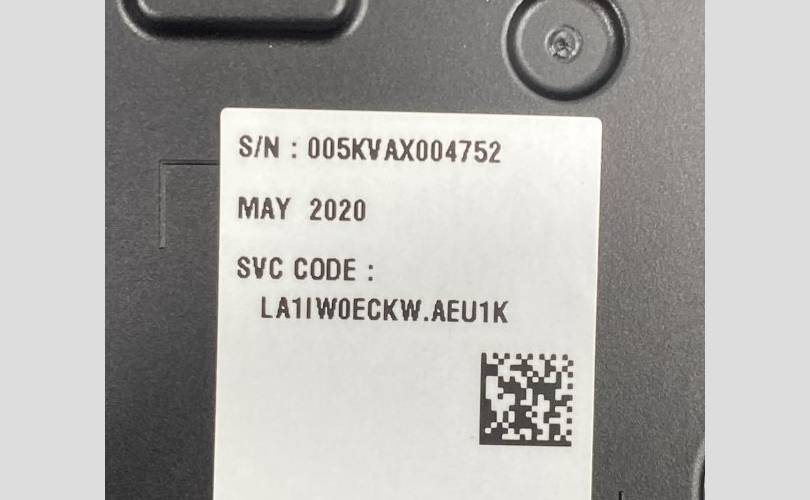 S/N : 005KVAX004752
MAY 2020
SVC CODE :
LA1IW0ECKW.AEU1K